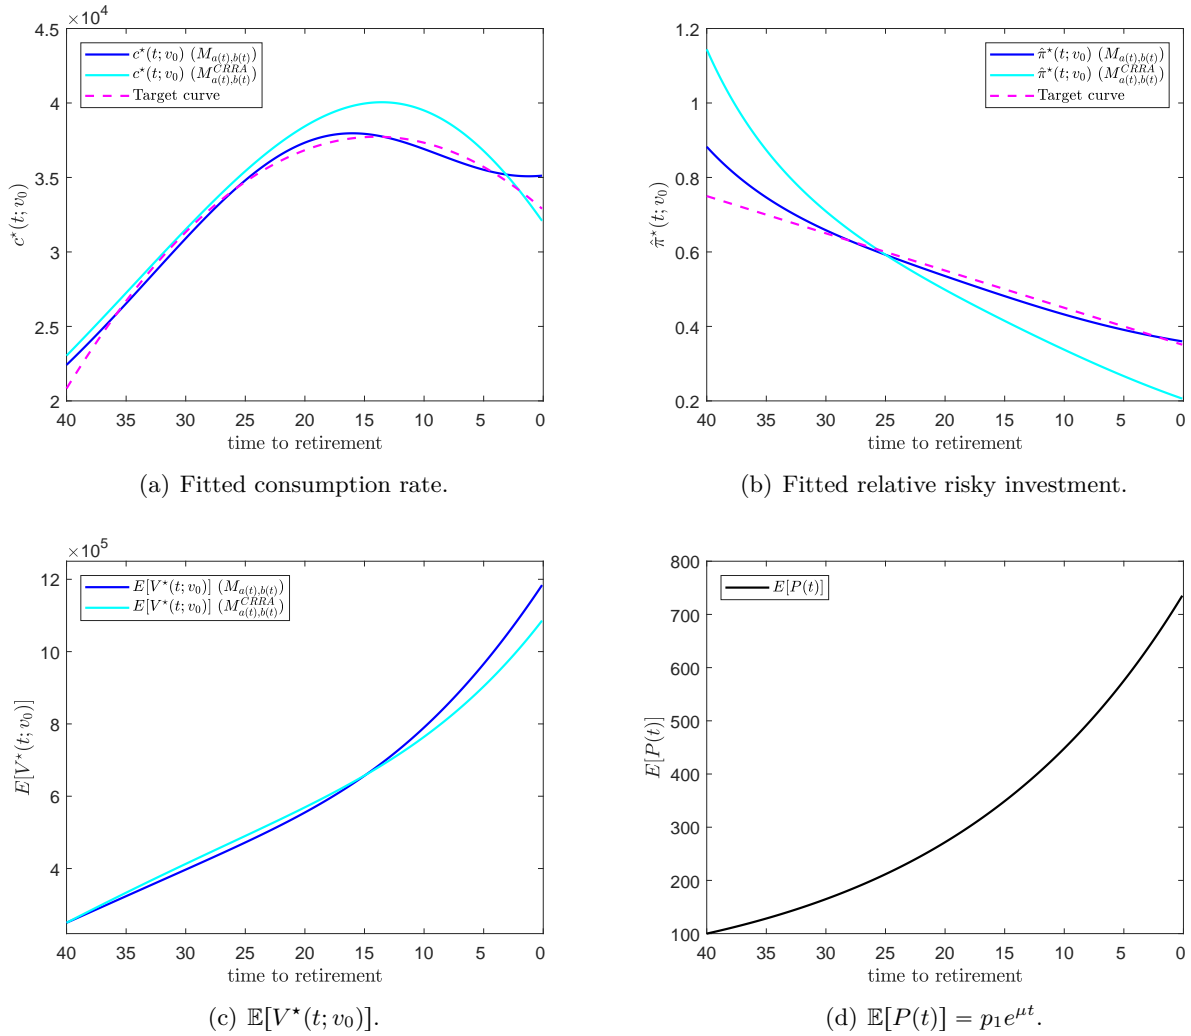 ×10⁴
4.5
4
3.5
3
2.5
2
c⋆(t; v₀)
c⋆(t; v₀) (M_{a(t),b(t)})
c⋆(t; v₀) (M^{CRRA}_{a(t),b(t)})
Target curve
40 35 30 25 20 15 10 5 0
time to retirement
(a) Fitted consumption rate.
1.2
1
0.8
0.6
0.4
0.2
π̂⋆(t; v₀)
π̂⋆(t; v₀) (M_{a(t),b(t)})
π̂⋆(t; v₀) (M^{CRRA}_{a(t),b(t)})
Target curve
40 35 30 25 20 15 10 5 0
time to retirement
(b) Fitted relative risky investment.
×10⁵
12
10
8
6
4
E[V⋆(t; v₀)]
E[V⋆(t; v₀)] (M_{a(t),b(t)})
E[V⋆(t; v₀)] (M^{CRRA}_{a(t),b(t)})
40 35 30 25 20 15 10 5 0
time to retirement
(c) 𝔼[V⋆(t; v₀)].
800
700
600
500
400
300
200
100
E[P(t)]
E[P(t)]
40 35 30 25 20 15 10 5 0
time to retirement
(d) 𝔼[P(t)] = p₁e^{μt}.